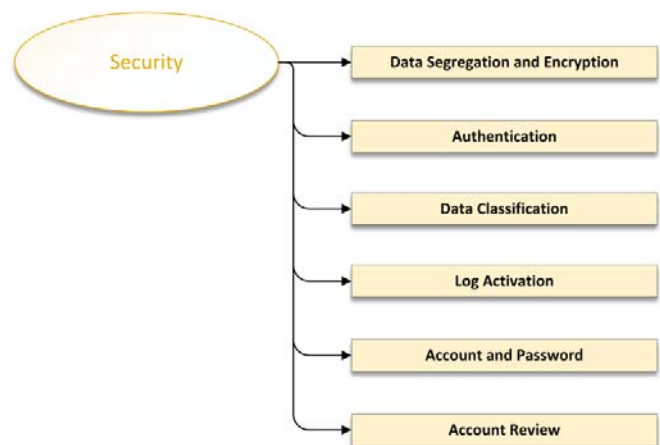 Security
Data Segregation and Encryption
Authentication
Data Classification
Log Activation
Account and Password
Account Review